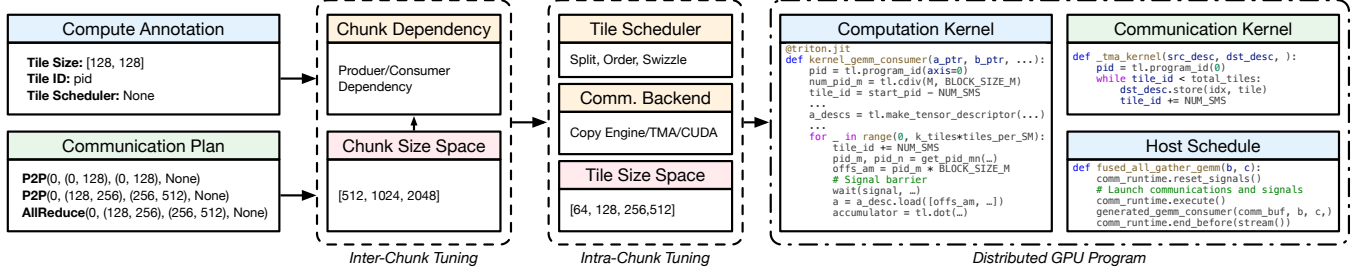 Compute Annotation
Tile Size: [128, 128]
Tile ID: pid
Tile Scheduler: None
Communication Plan
P2P(0, (0, 128), (0, 128), None)
P2P(0, (128, 256), (256, 512), None)
AllReduce(0, (128, 256), (256, 512), None)
Chunk Dependency
Produer/Consumer
Dependency
Chunk Size Space
[512, 1024, 2048]
Inter-Chunk Tuning
Tile Scheduler
Split, Order, Swizzle
Comm. Backend
Copy Engine/TMA/CUDA
Tile Size Space
[64, 128, 256,512]
Intra-Chunk Tuning
Computation Kernel
@triton.jit
def kernel_gemm_consumer(a_ptr, b_ptr, ...):
pid = tl.program_id(axis=0)
num_pid_m = tl.cdiv(M, BLOCK_SIZE_M)
tile_id = start_pid - NUM_SMS
...
a_descs = tl.make_tensor_descriptor(...)
...
for _ in range(0, k_tiles*tiles_per_SM):
tile_id += NUM_SMS
pid_m, pid_n = get_pid_mn(…)
offs_am = pid_m * BLOCK_SIZE_M
# Signal barrier
wait(signal, …)
a = a_desc.load([offs_am, …])
accumulator = tl.dot(…)
Communication Kernel
def _tma_kernel(src_desc, dst_desc, ):
pid = tl.program_id(0)
while tile_id < total_tiles:
dst_desc.store(idx, tile)
tile_id += NUM_SMS
Host Schedule
def fused_all_gather_gemm(b, c):
comm_runtime.reset_signals()
# Launch communications and signals
comm_runtime.execute()
generated_gemm_consumer(comm_buf, b, c,)
comm_runtime.end_before(stream())
Distributed GPU Program